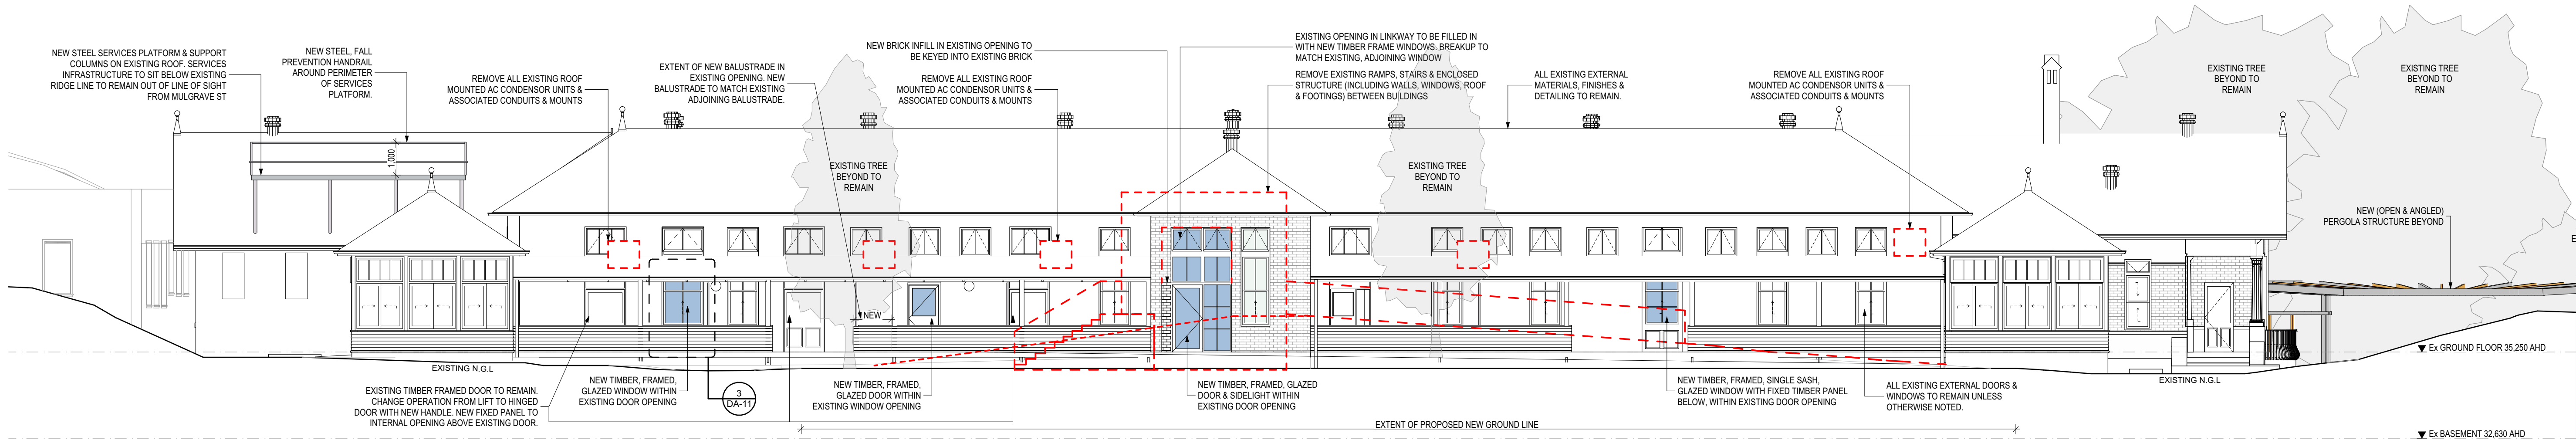 NEW STEEL SERVICES PLATFORM & SUPPORT
COLUMNS ON EXISTING ROOF. SERVICES
INFRASTRUCTURE TO SIT BELOW EXISTING
RIDGE LINE TO REMAIN OUT OF LINE OF SIGHT
FROM MULGRAVE ST
NEW STEEL, FALL
PREVENTION HANDRAIL
AROUND PERIMETER
OF SERVICES
PLATFORM.
REMOVE ALL EXISTING ROOF
MOUNTED AC CONDENSOR UNITS &
ASSOCIATED CONDUITS & MOUNTS
EXTENT OF NEW BALUSTRADE IN
EXISTING OPENING. NEW
BALUSTRADE TO MATCH EXISTING
ADJOINING BALUSTRADE.
NEW BRICK INFILL IN EXISTING OPENING TO
BE KEYED INTO EXISTING BRICK
REMOVE ALL EXISTING ROOF
MOUNTED AC CONDENSOR UNITS &
ASSOCIATED CONDUITS & MOUNTS
EXISTING OPENING IN LINKWAY TO BE FILLED IN
WITH NEW TIMBER FRAME WINDOWS. BREAKUP TO
MATCH EXISTING, ADJOINING WINDOW
REMOVE EXISTING RAMPS, STAIRS & ENCLOSED
STRUCTURE (INCLUDING WALLS, WINDOWS, ROOF
& FOOTINGS) BETWEEN BUILDINGS
ALL EXISTING EXTERNAL
MATERIALS, FINISHES &
DETAILING TO REMAIN.
REMOVE ALL EXISTING ROOF
MOUNTED AC CONDENSOR UNITS &
ASSOCIATED CONDUITS & MOUNTS
EXISTING TREE
BEYOND TO
REMAIN
EXISTING TREE
BEYOND TO
REMAIN
1,000
EXISTING TREE
BEYOND TO
REMAIN
EXISTING TREE
BEYOND TO
REMAIN
NEW (OPEN & ANGLED)
PERGOLA STRUCTURE BEYOND
E
NEW
Ex GROUND FLOOR 35,250 AHD
EXISTING N.G.L
EXISTING N.G.L
EXISTING TIMBER FRAMED DOOR TO REMAIN.
CHANGE OPERATION FROM LIFT TO HINGED
DOOR WITH NEW HANDLE. NEW FIXED PANEL TO
INTERNAL OPENING ABOVE EXISTING DOOR.
NEW TIMBER, FRAMED,
GLAZED WINDOW WITHIN
EXISTING DOOR OPENING
3
DA-11
NEW TIMBER, FRAMED,
GLAZED DOOR WITHIN
EXISTING WINDOW OPENING
NEW TIMBER, FRAMED, GLAZED
DOOR & SIDELIGHT WITHIN
EXISTING DOOR OPENING
NEW TIMBER, FRAMED, SINGLE SASH,
GLAZED WINDOW WITH FIXED TIMBER PANEL
BELOW, WITHIN EXISTING DOOR OPENING
ALL EXISTING EXTERNAL DOORS &
WINDOWS TO REMAIN UNLESS
OTHERWISE NOTED.
EXTENT OF PROPOSED NEW GROUND LINE
Ex BASEMENT 32,630 AHD